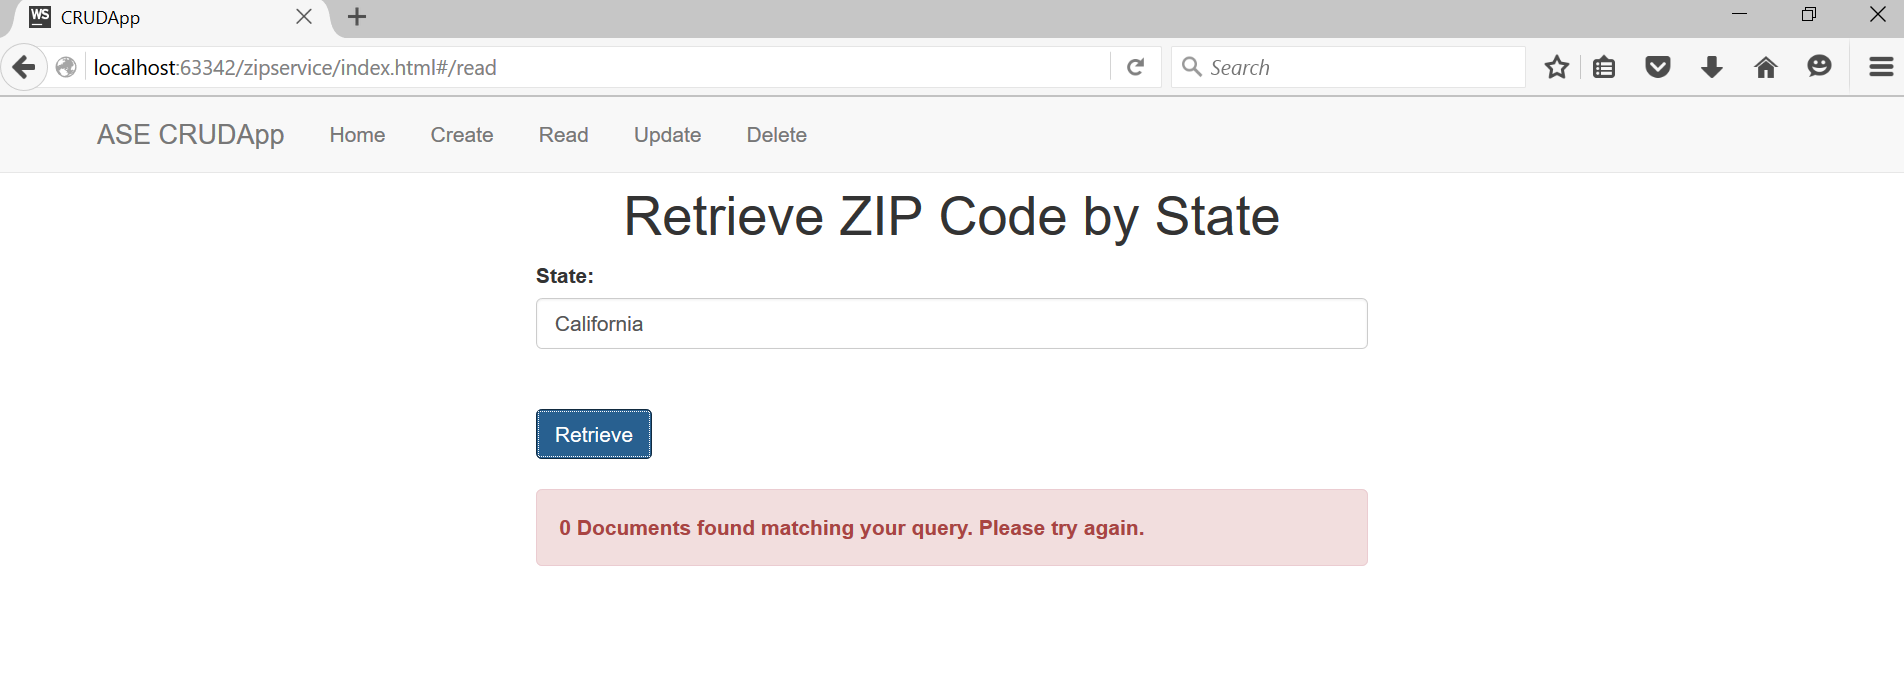 WS CRUDApp
localhost:63342/zipservice/index.html#/read Search
ASE CRUDApp Home Create Read Update Delete
Retrieve ZIP Code by State
State:
California
Retrieve
0 Documents found matching your query. Please try again.